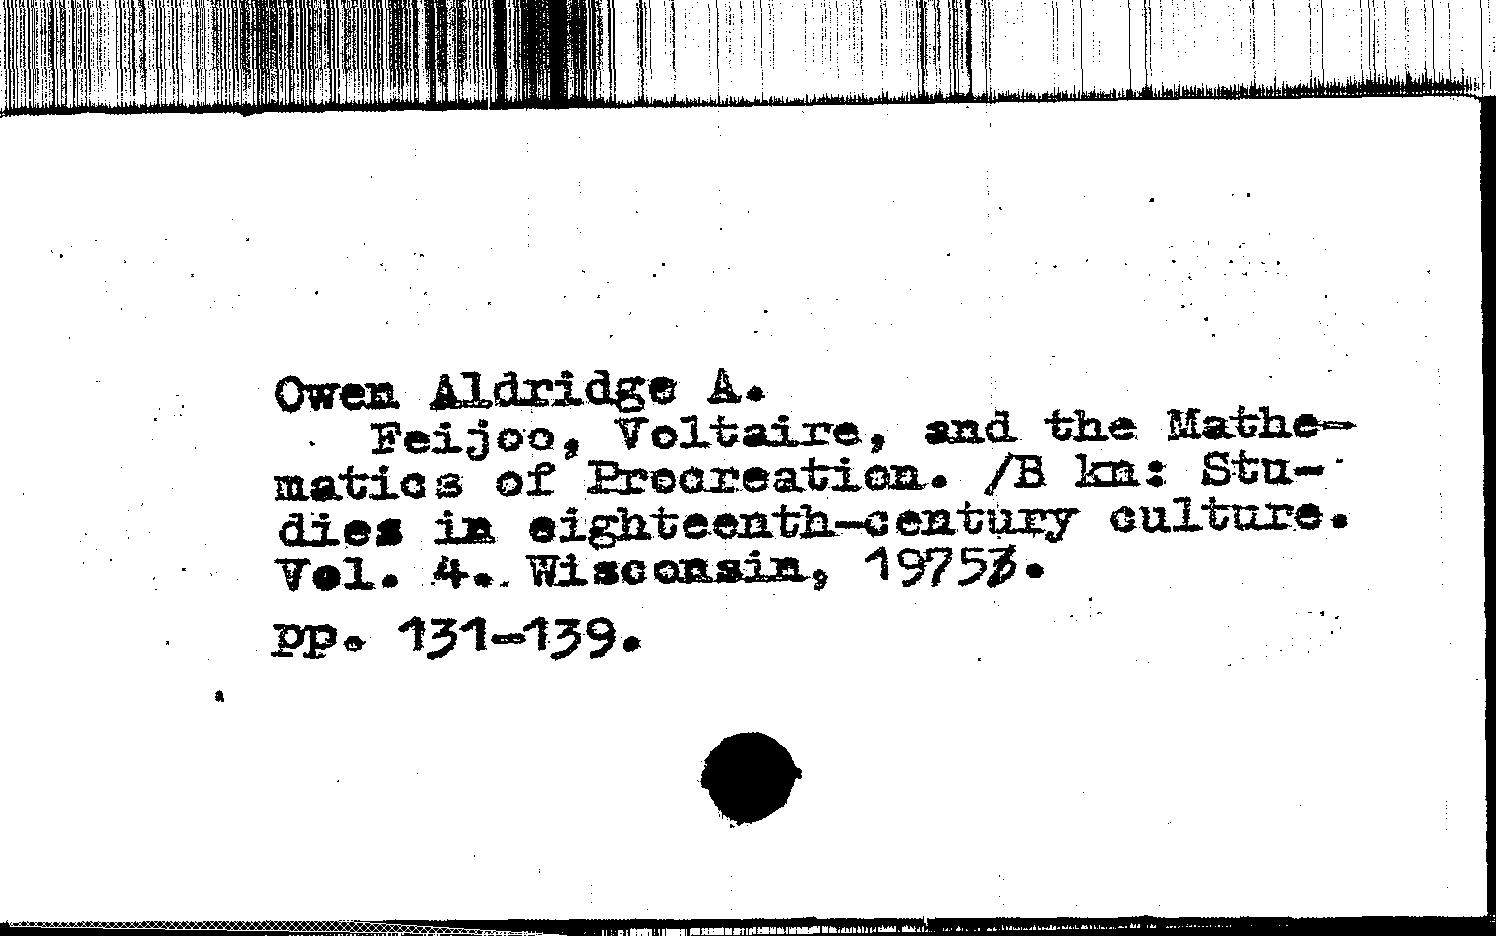 Owen Aldridge A.
Feijoo, Voltaire, and the Mathe-
matics of Procreation. /B kn: Stu-
dies in eighteenth-century culture.
Vol. 4. Wisconsin, 1975.
pp. 131-139.